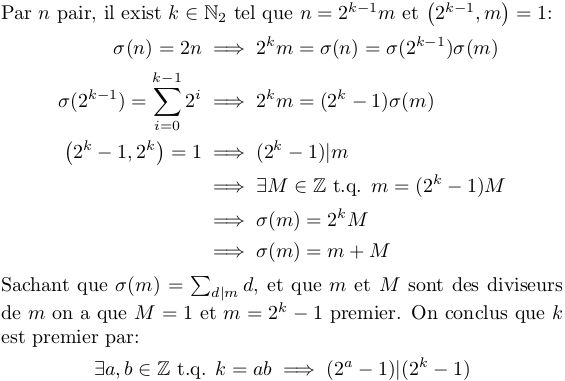 Par n pair, il exist k ∈ ℕ₂ tel que n = 2^{k−1}m et (2^{k−1}, m) = 1:
σ(n) = 2n ⟹ 2^k m = σ(n) = σ(2^{k−1})σ(m)
σ(2^{k−1}) = ∑_{i=0}^{k−1} 2^i ⟹ 2^k m = (2^k − 1)σ(m)
(2^k − 1, 2^k) = 1 ⟹ (2^k − 1)|m
⟹ ∃M ∈ ℤ t.q. m = (2^k − 1)M
⟹ σ(m) = 2^k M
⟹ σ(m) = m + M
Sachant que σ(m) = ∑_{d|m} d, et que m et M sont des diviseurs
de m on a que M = 1 et m = 2^k − 1 premier. On conclus que k
est premier par:
∃a, b ∈ ℤ t.q. k = ab ⟹ (2^a − 1)|(2^k − 1)